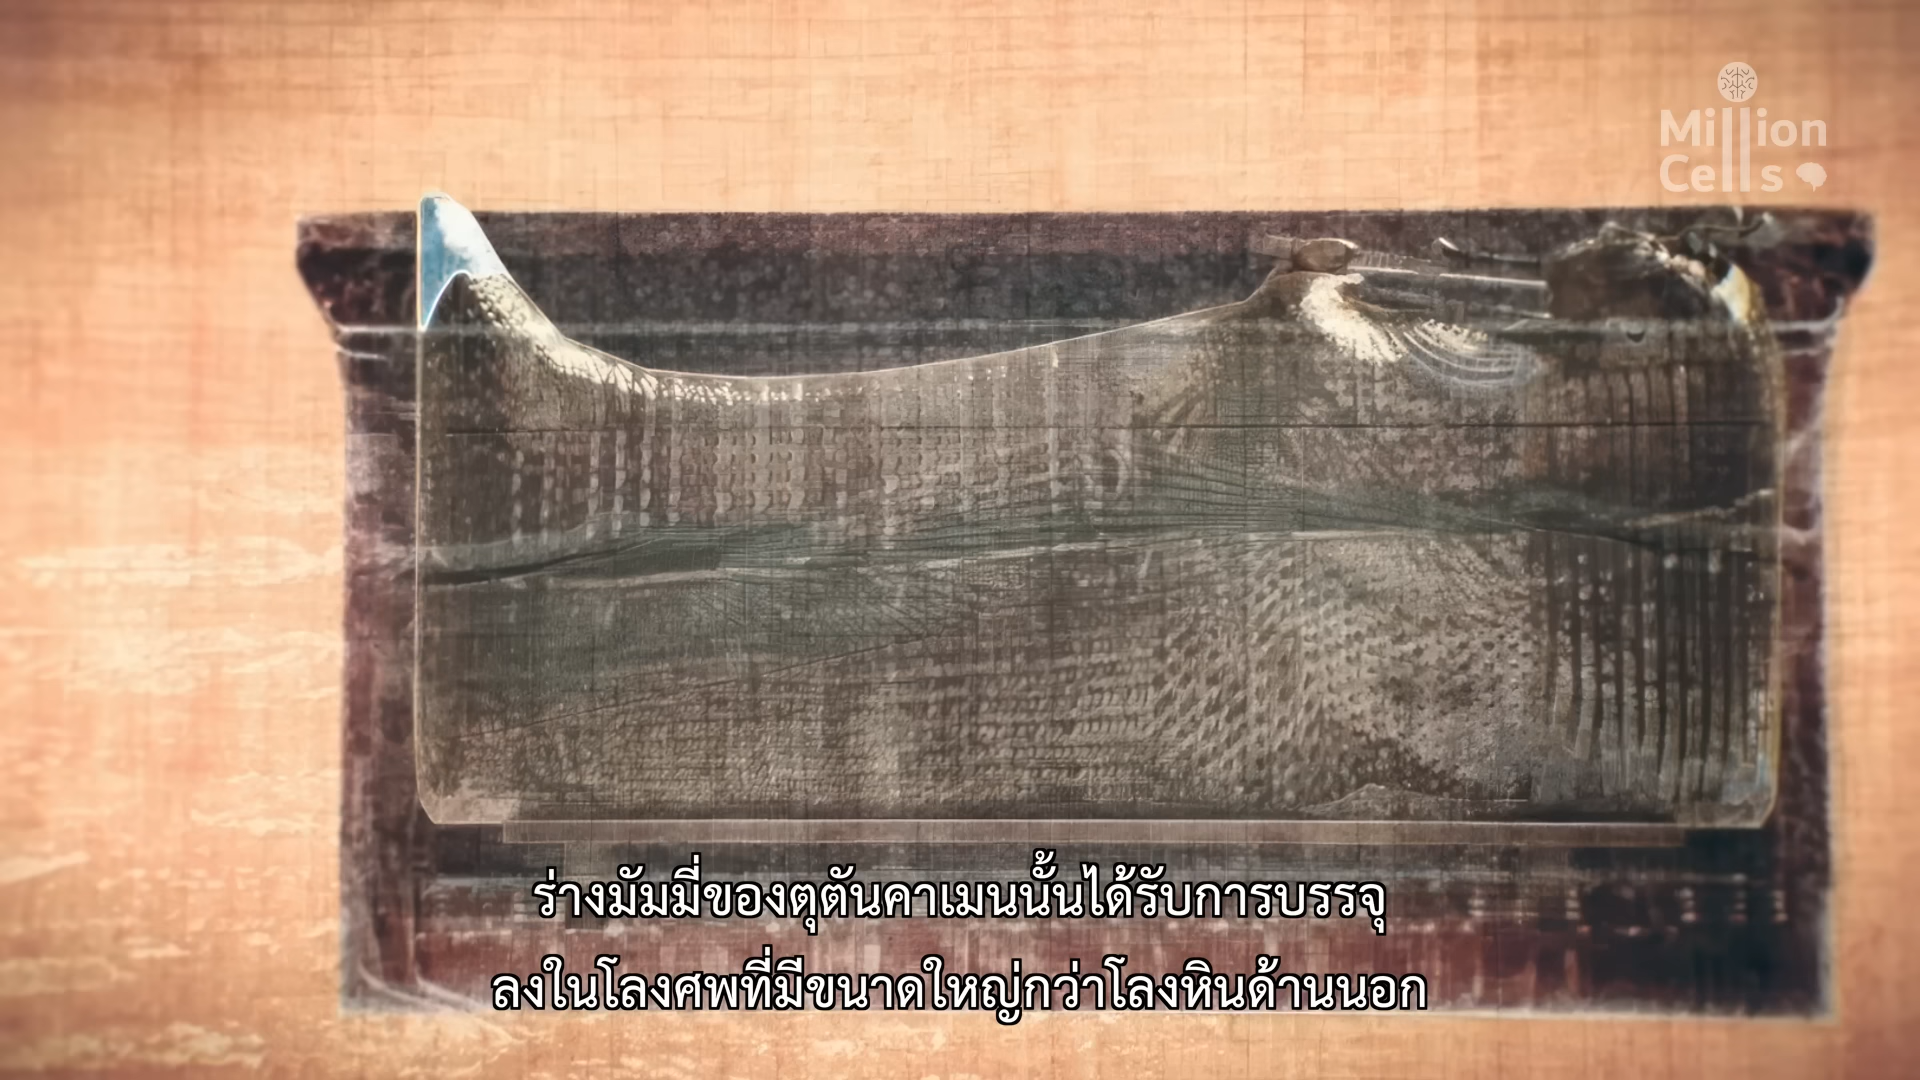 Million
Cells
ร่างมัมมี่ของตุตันคาเมนนั้นได้รับการบรรจุ
ลงในโลงศพที่มีขนาดใหญ่กว่าโลงหินด้านนอก